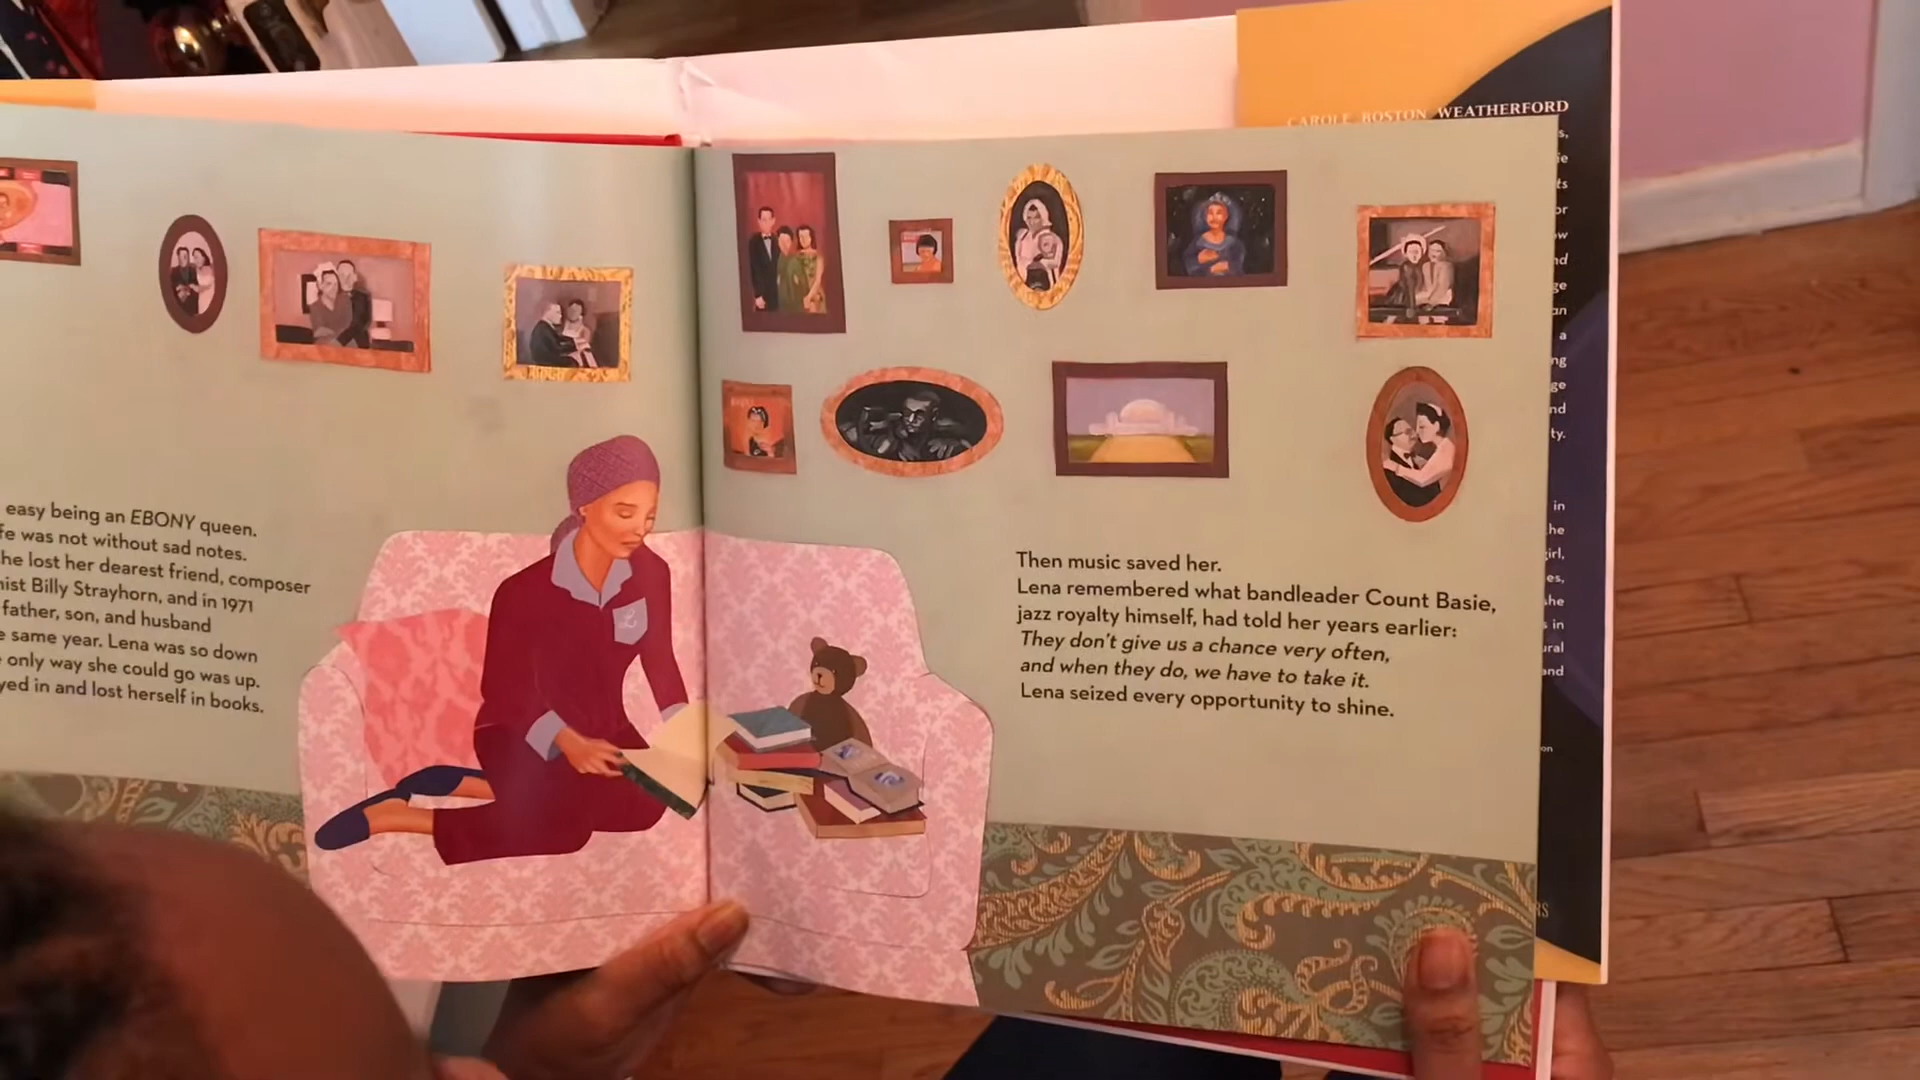 easy being an EBONY queen.
was not without sad notes.
he lost her dearest friend, composer
Billy Strayhorn, and in 1971
father, son, and husband
same year. Lena was so down
only way she could go was up.
yed in and lost herself in books.
CAROLE BOSTON WEATHERFORD
Then music saved her.
Lena remembered what bandleader Count Basie,
jazz royalty himself, had told her years earlier:
They don't give us a chance very often,
and when they do, we have to take it.
Lena seized every opportunity to shine.